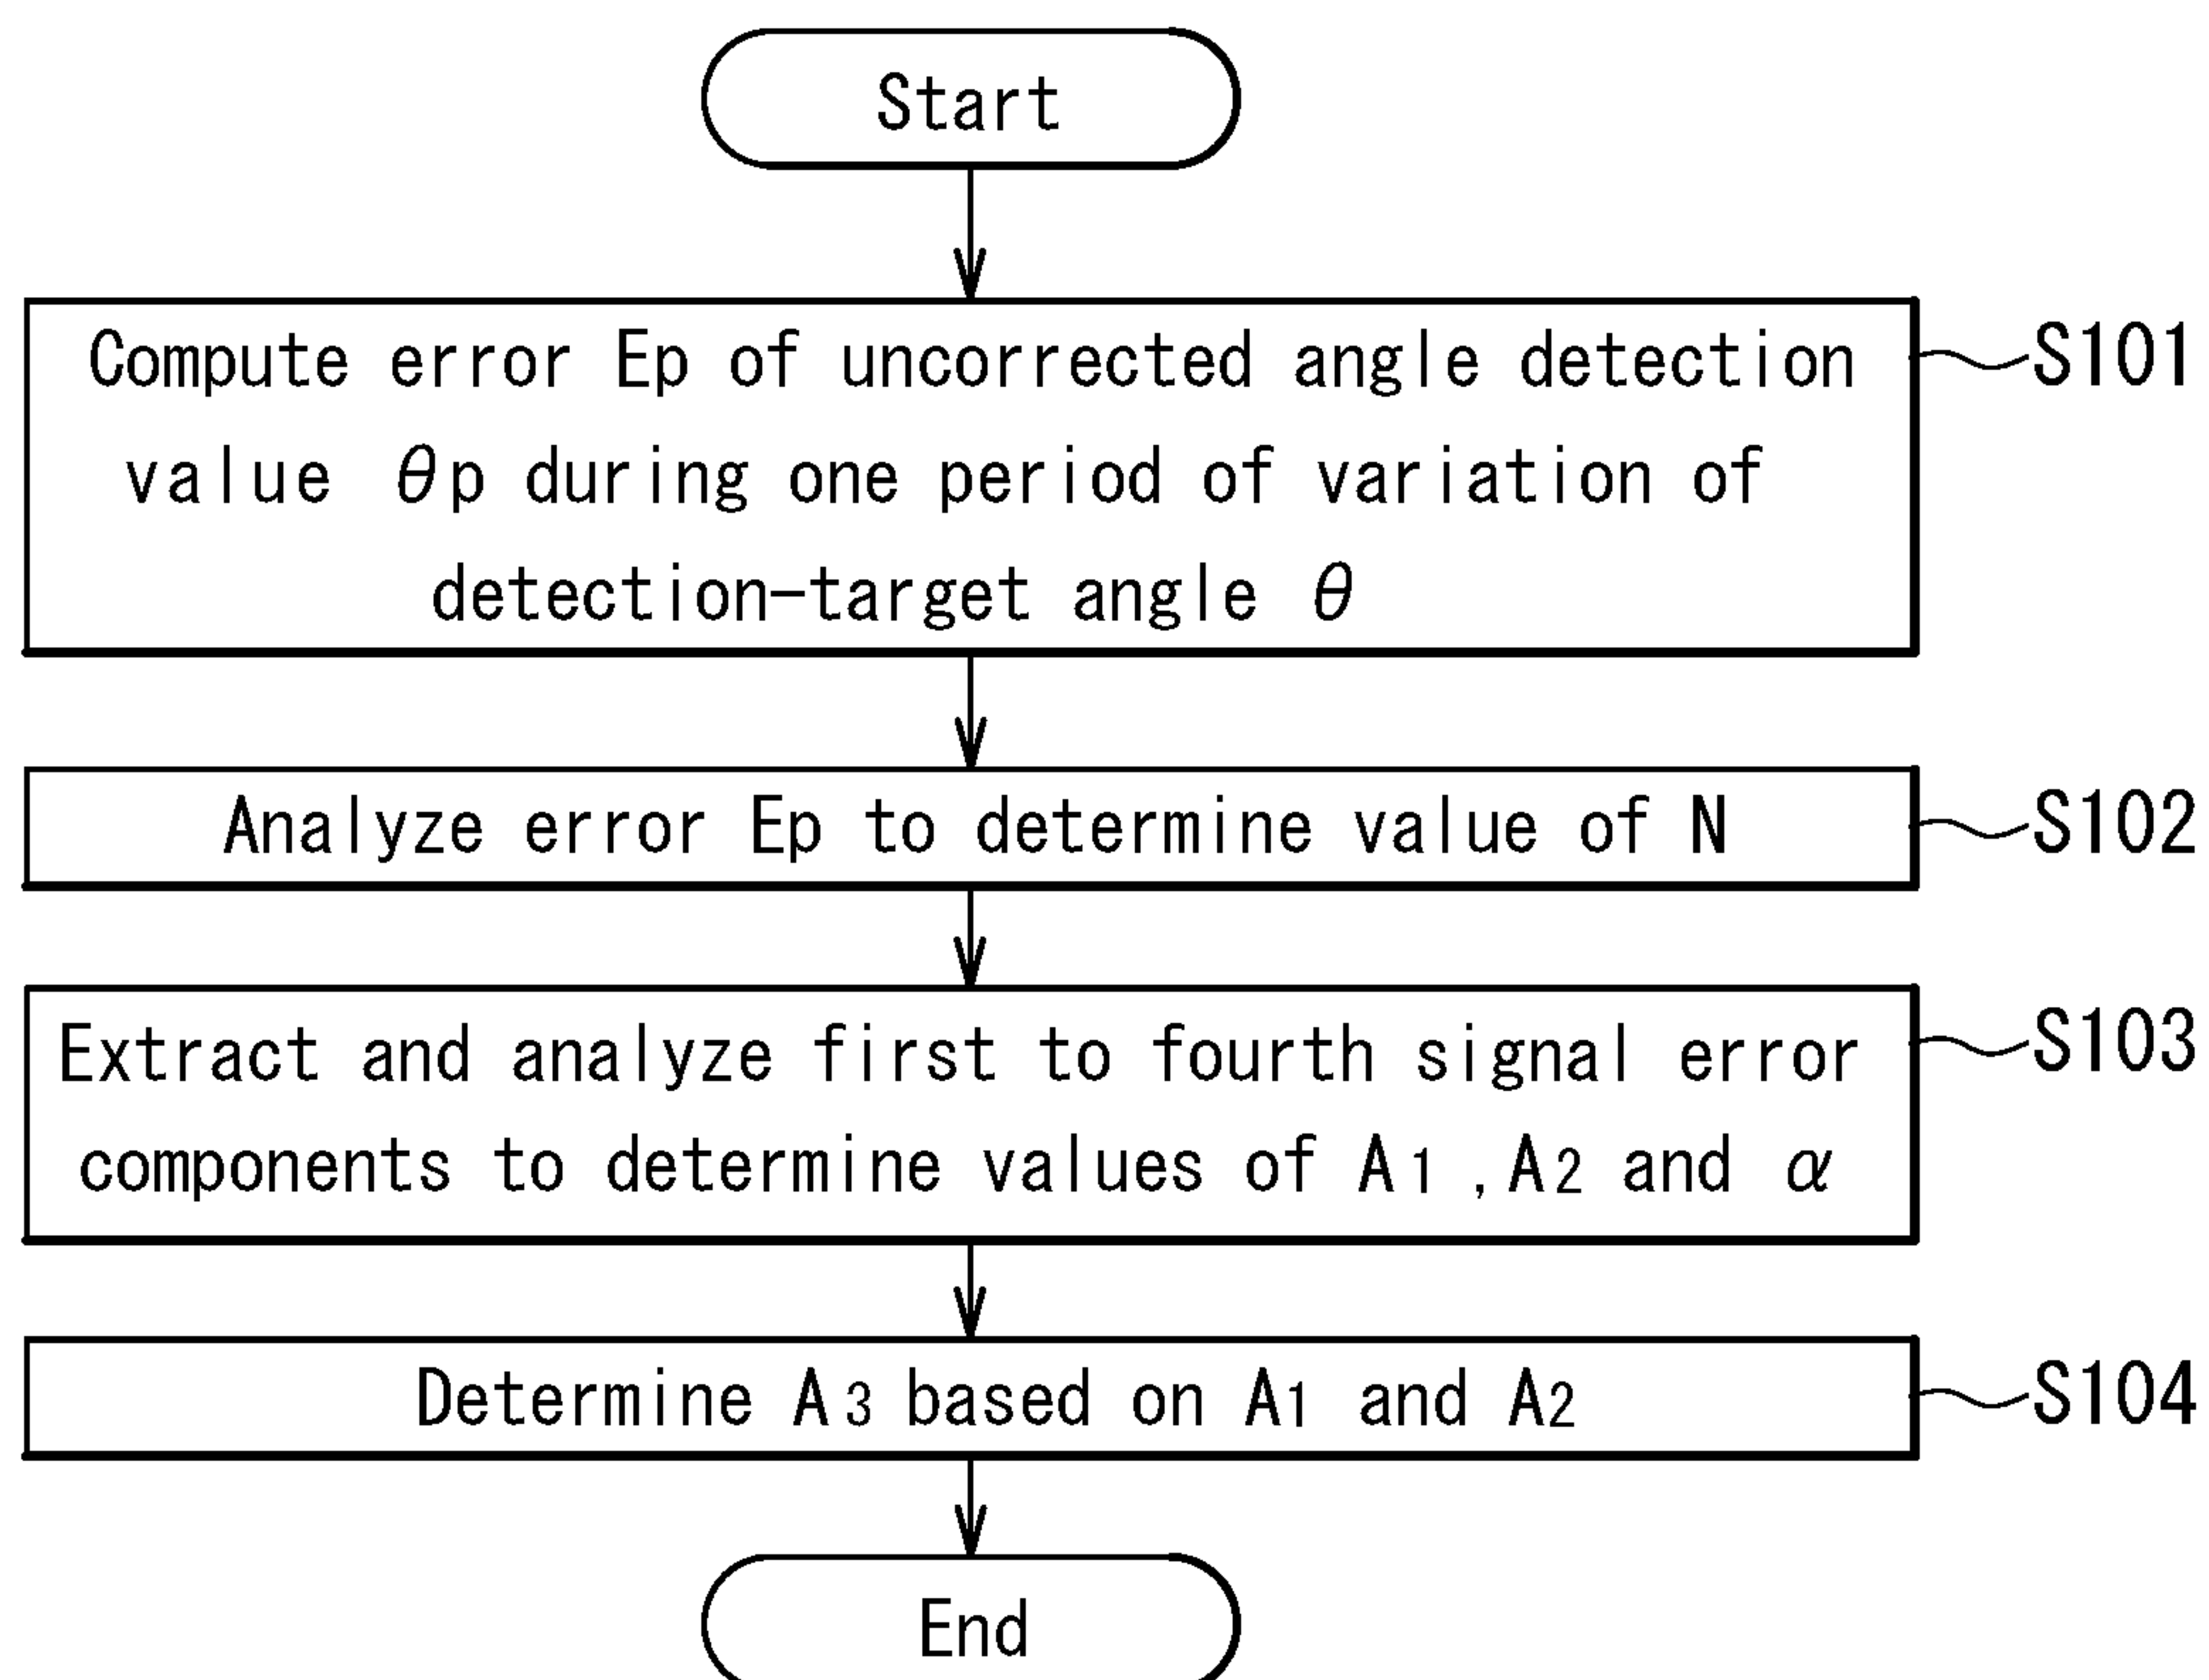 Start
Compute error Ep of uncorrected angle detection
value θp during one period of variation of
detection-target angle θ
S101
Analyze error Ep to determine value of N
S102
Extract and analyze first to fourth signal error
components to determine values of A1 ,A2 and α
S103
Determine A3 based on A1 and A2
S104
End